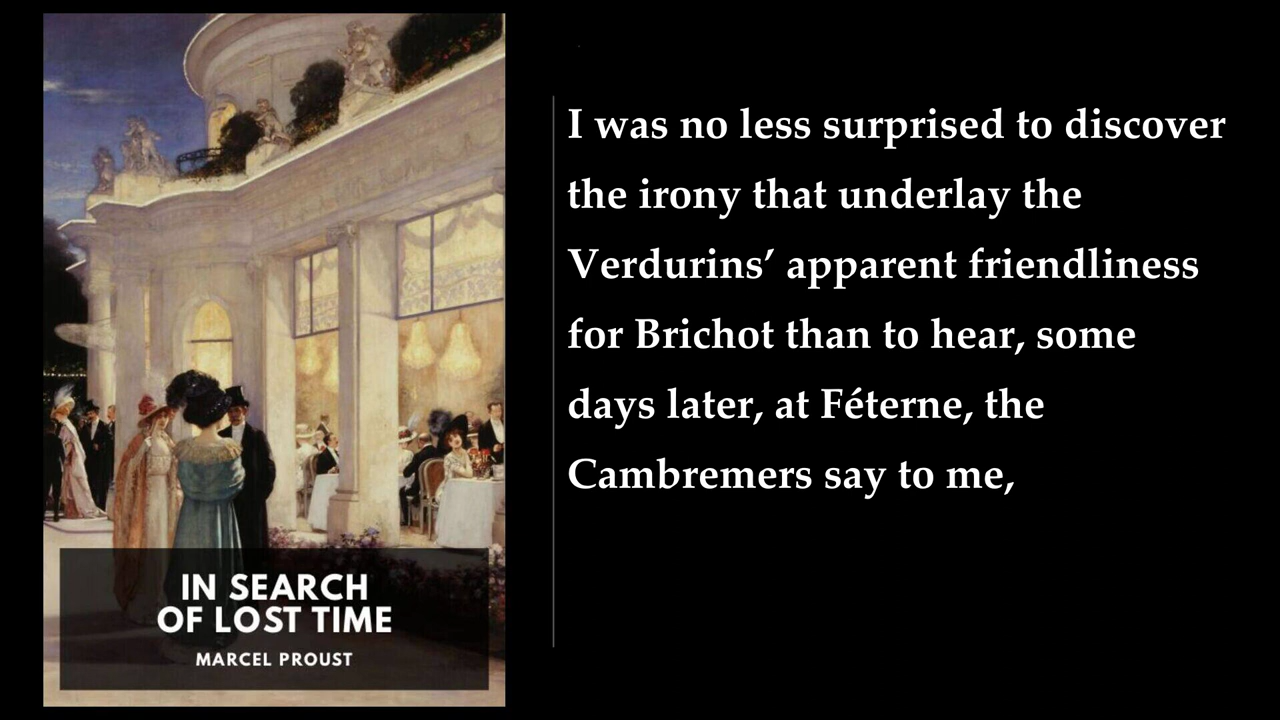 I was no less surprised to discover
the irony that underlay the
Verdurins’ apparent friendliness
for Brichot than to hear, some
days later, at Féterne, the
Cambremers say to me,
IN SEARCH
OF LOST TIME
MARCEL PROUST